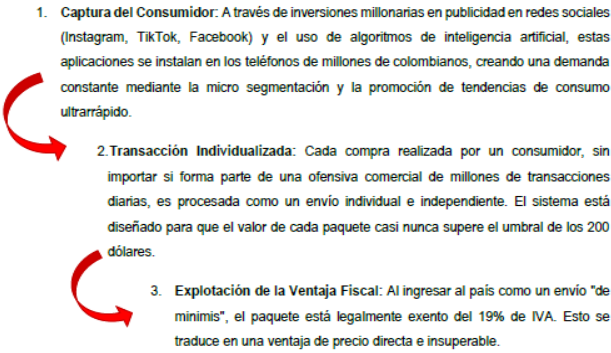 1. Captura del Consumidor: A través de inversiones millonarias en publicidad en redes sociales
(Instagram, TikTok, Facebook) y el uso de algoritmos de inteligencia artificial, estas
aplicaciones se instalan en los teléfonos de millones de colombianos, creando una demanda
constante mediante la micro segmentación y la promoción de tendencias de consumo
ultrarrápido.
2.Transacción Individualizada: Cada compra realizada por un consumidor, sin
importar si forma parte de una ofensiva comercial de millones de transacciones
diarias, es procesada como un envío individual e independiente. El sistema está
diseñado para que el valor de cada paquete casi nunca supere el umbral de los 200
dólares.
3. Explotación de la Ventaja Fiscal: Al ingresar al país como un envío "de
minimis", el paquete está legalmente exento del 19% de IVA. Esto se
traduce en una ventaja de precio directa e insuperable.